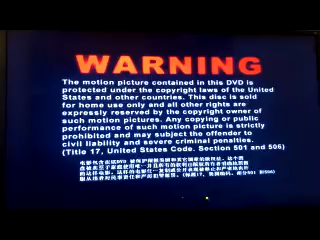 WARNING
The motion picture contained in this DVD is
protected under the copyright laws of the United
States and other countries. This disc is sold
for home use only and all other rights are
expressly reserved by the copyright owner of
such motion pictures. Any copying or public
performance of such motion picture is strictly
prohibited and may subject the offender to
civil liability and severe criminal penalties.
(Title 17, United States Code. Section 501 and 506)